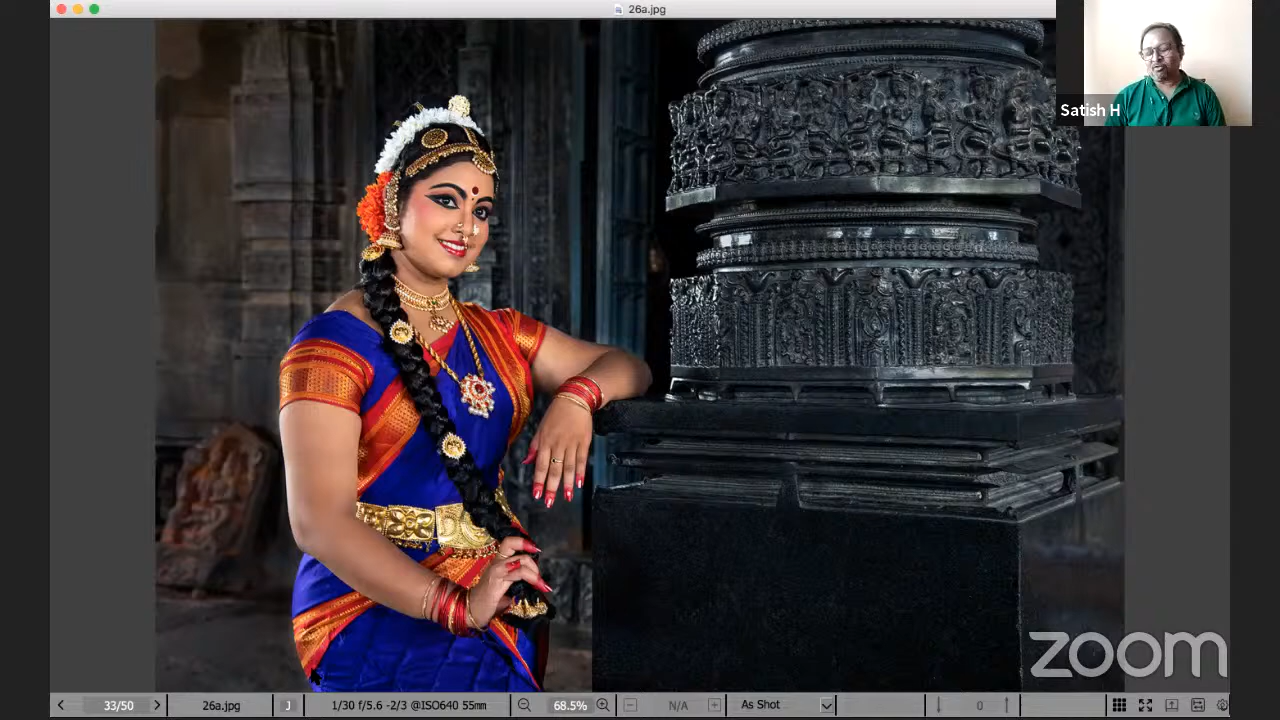 26a.jpg
Satish H
zoom
33/50
26a.jpg
J
1/30 f/5.6 -2/3 @ISO640 55mm
68.5%
N/A
As Shot
0